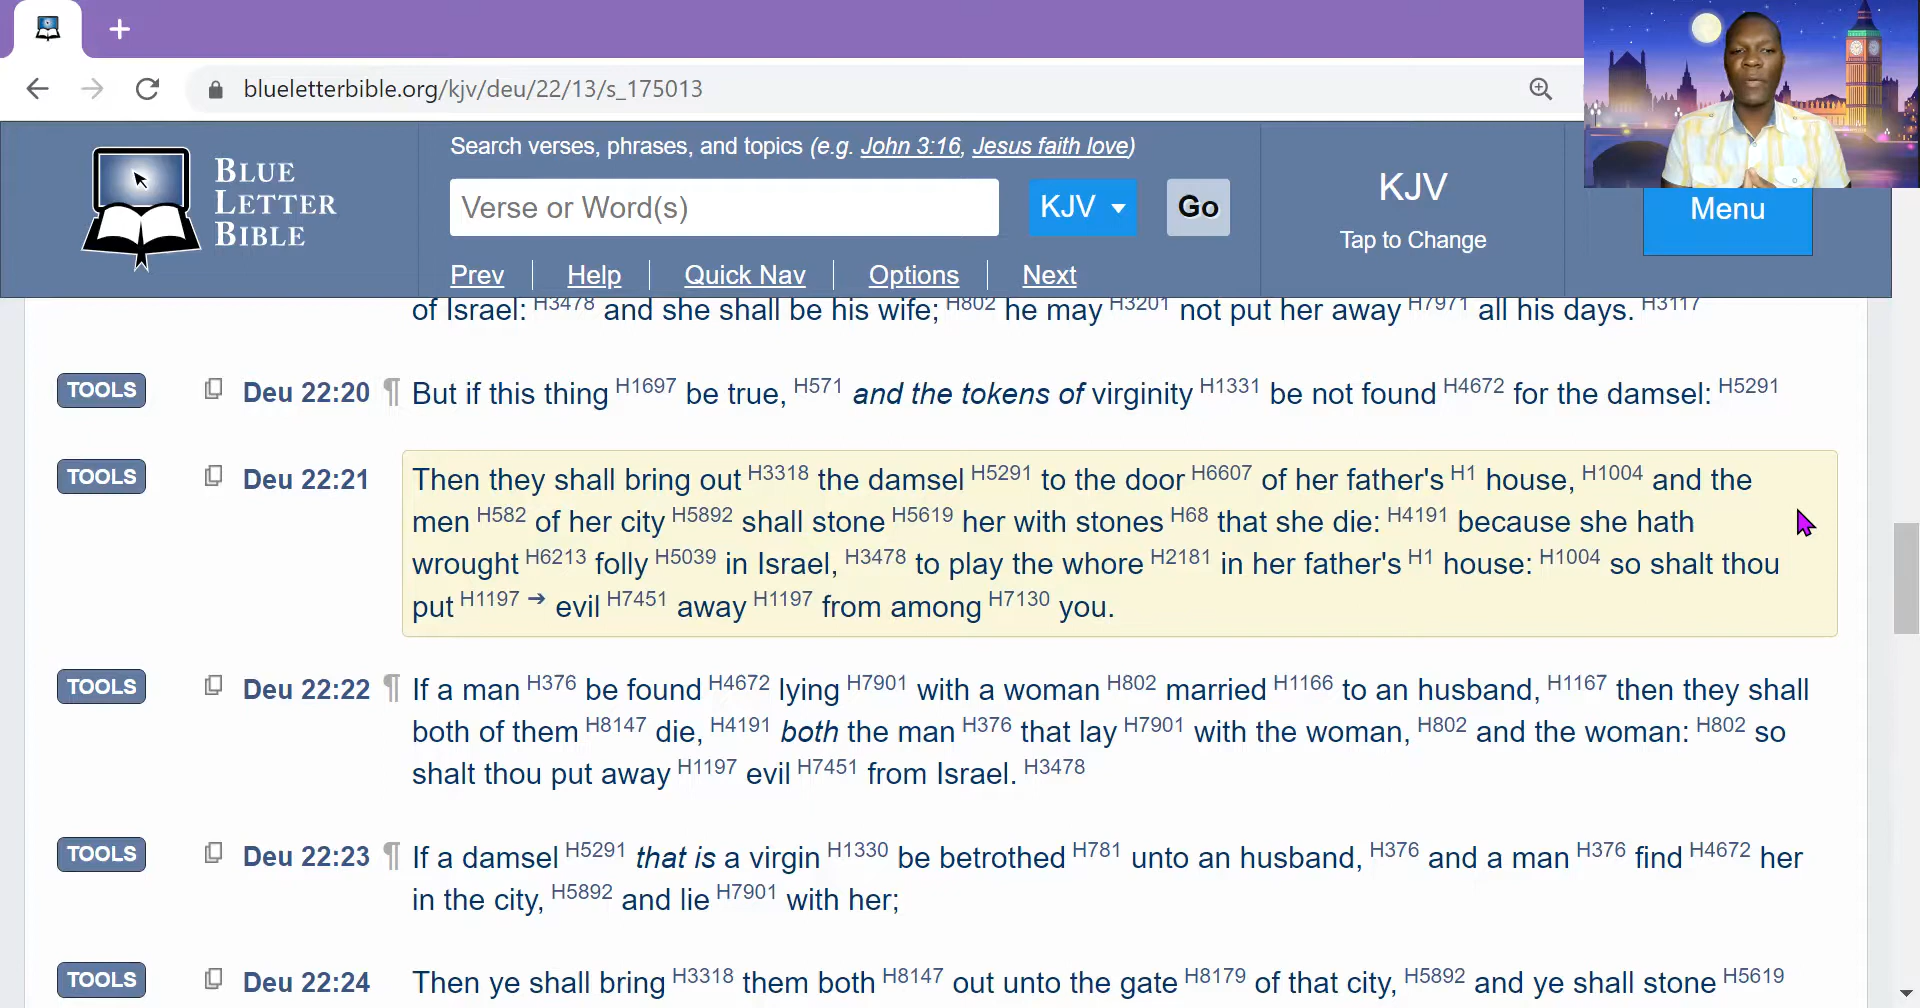 blueletterbible.org/kjv/deu/22/13/s_175013
BLUE
LETTER
BIBLE
Search verses, phrases, and topics (e.g. John 3:16, Jesus faith love)
Verse or Word(s)
KJV
Go
Prev
Help
Quick Nav
Options
Next
KJV
Tap to Change
Menu
of Israel: H3478 and she shall be his wife; H802 he may H3201 not put her away H7971 all his days. H3117
TOOLS Deu 22:20 ¶ But if this thing H1697 be true, H571 and the tokens of virginity H1331 be not found H4672 for the damsel: H5291
TOOLS Deu 22:21 Then they shall bring out H3318 the damsel H5291 to the door H6607 of her father's H1 house, H1004 and the
men H582 of her city H5892 shall stone H5619 her with stones H68 that she die: H4191 because she hath
wrought H6213 folly H5039 in Israel, H3478 to play the whore H2181 in her father's H1 house: H1004 so shalt thou
put H1197 → evil H7451 away H1197 from among H7130 you.
TOOLS Deu 22:22 ¶ If a man H376 be found H4672 lying H7901 with a woman H802 married H1166 to an husband, H1167 then they shall
both of them H8147 die, H4191 both the man H376 that lay H7901 with the woman, H802 and the woman: H802 so
shalt thou put away H1197 evil H7451 from Israel. H3478
TOOLS Deu 22:23 ¶ If a damsel H5291 that is a virgin H1330 be betrothed H781 unto an husband, H376 and a man H376 find H4672 her
in the city, H5892 and lie H7901 with her;
TOOLS Deu 22:24 Then ye shall bring H3318 them both H8147 out unto the gate H8179 of that city, H5892 and ye shall stone H5619